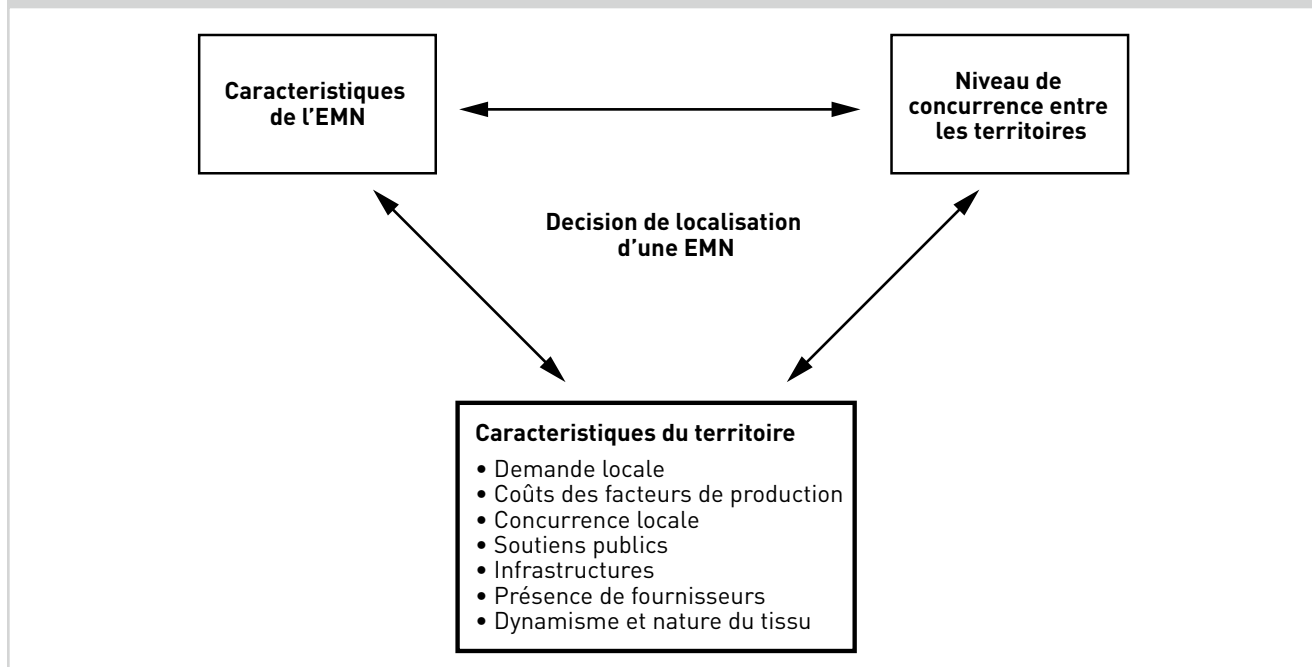 Caracteristiques
de l'EMN
Niveau de
concurrence entre
les territoires
Decision de localisation
d'une EMN
Caracteristiques du territoire
• Demande locale
• Coûts des facteurs de production
• Concurrence locale
• Soutiens publics
• Infrastructures
• Présence de fournisseurs
• Dynamisme et nature du tissu